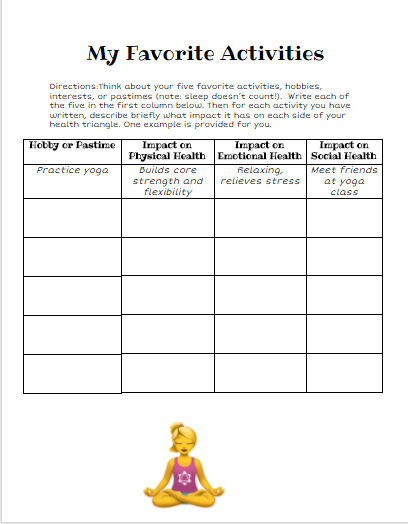 My Favorite Activities
Directions:Think about your five favorite activities, hobbies,
interests, or pastimes (note: sleep doesn't count!). Write each of
the five in the first column below. Then for each activity you have
written, describe briefly what impact it has on each side of your
health triangle. One example is provided for you.
Hobby or Pastime
Impact on
Physical Health
Impact on
Emotional Health
Impact on
Social Health
Practice yoga
Builds core
strength and
flexibility
Relaxing,
relieves stress
Meet friends
at yoga
class